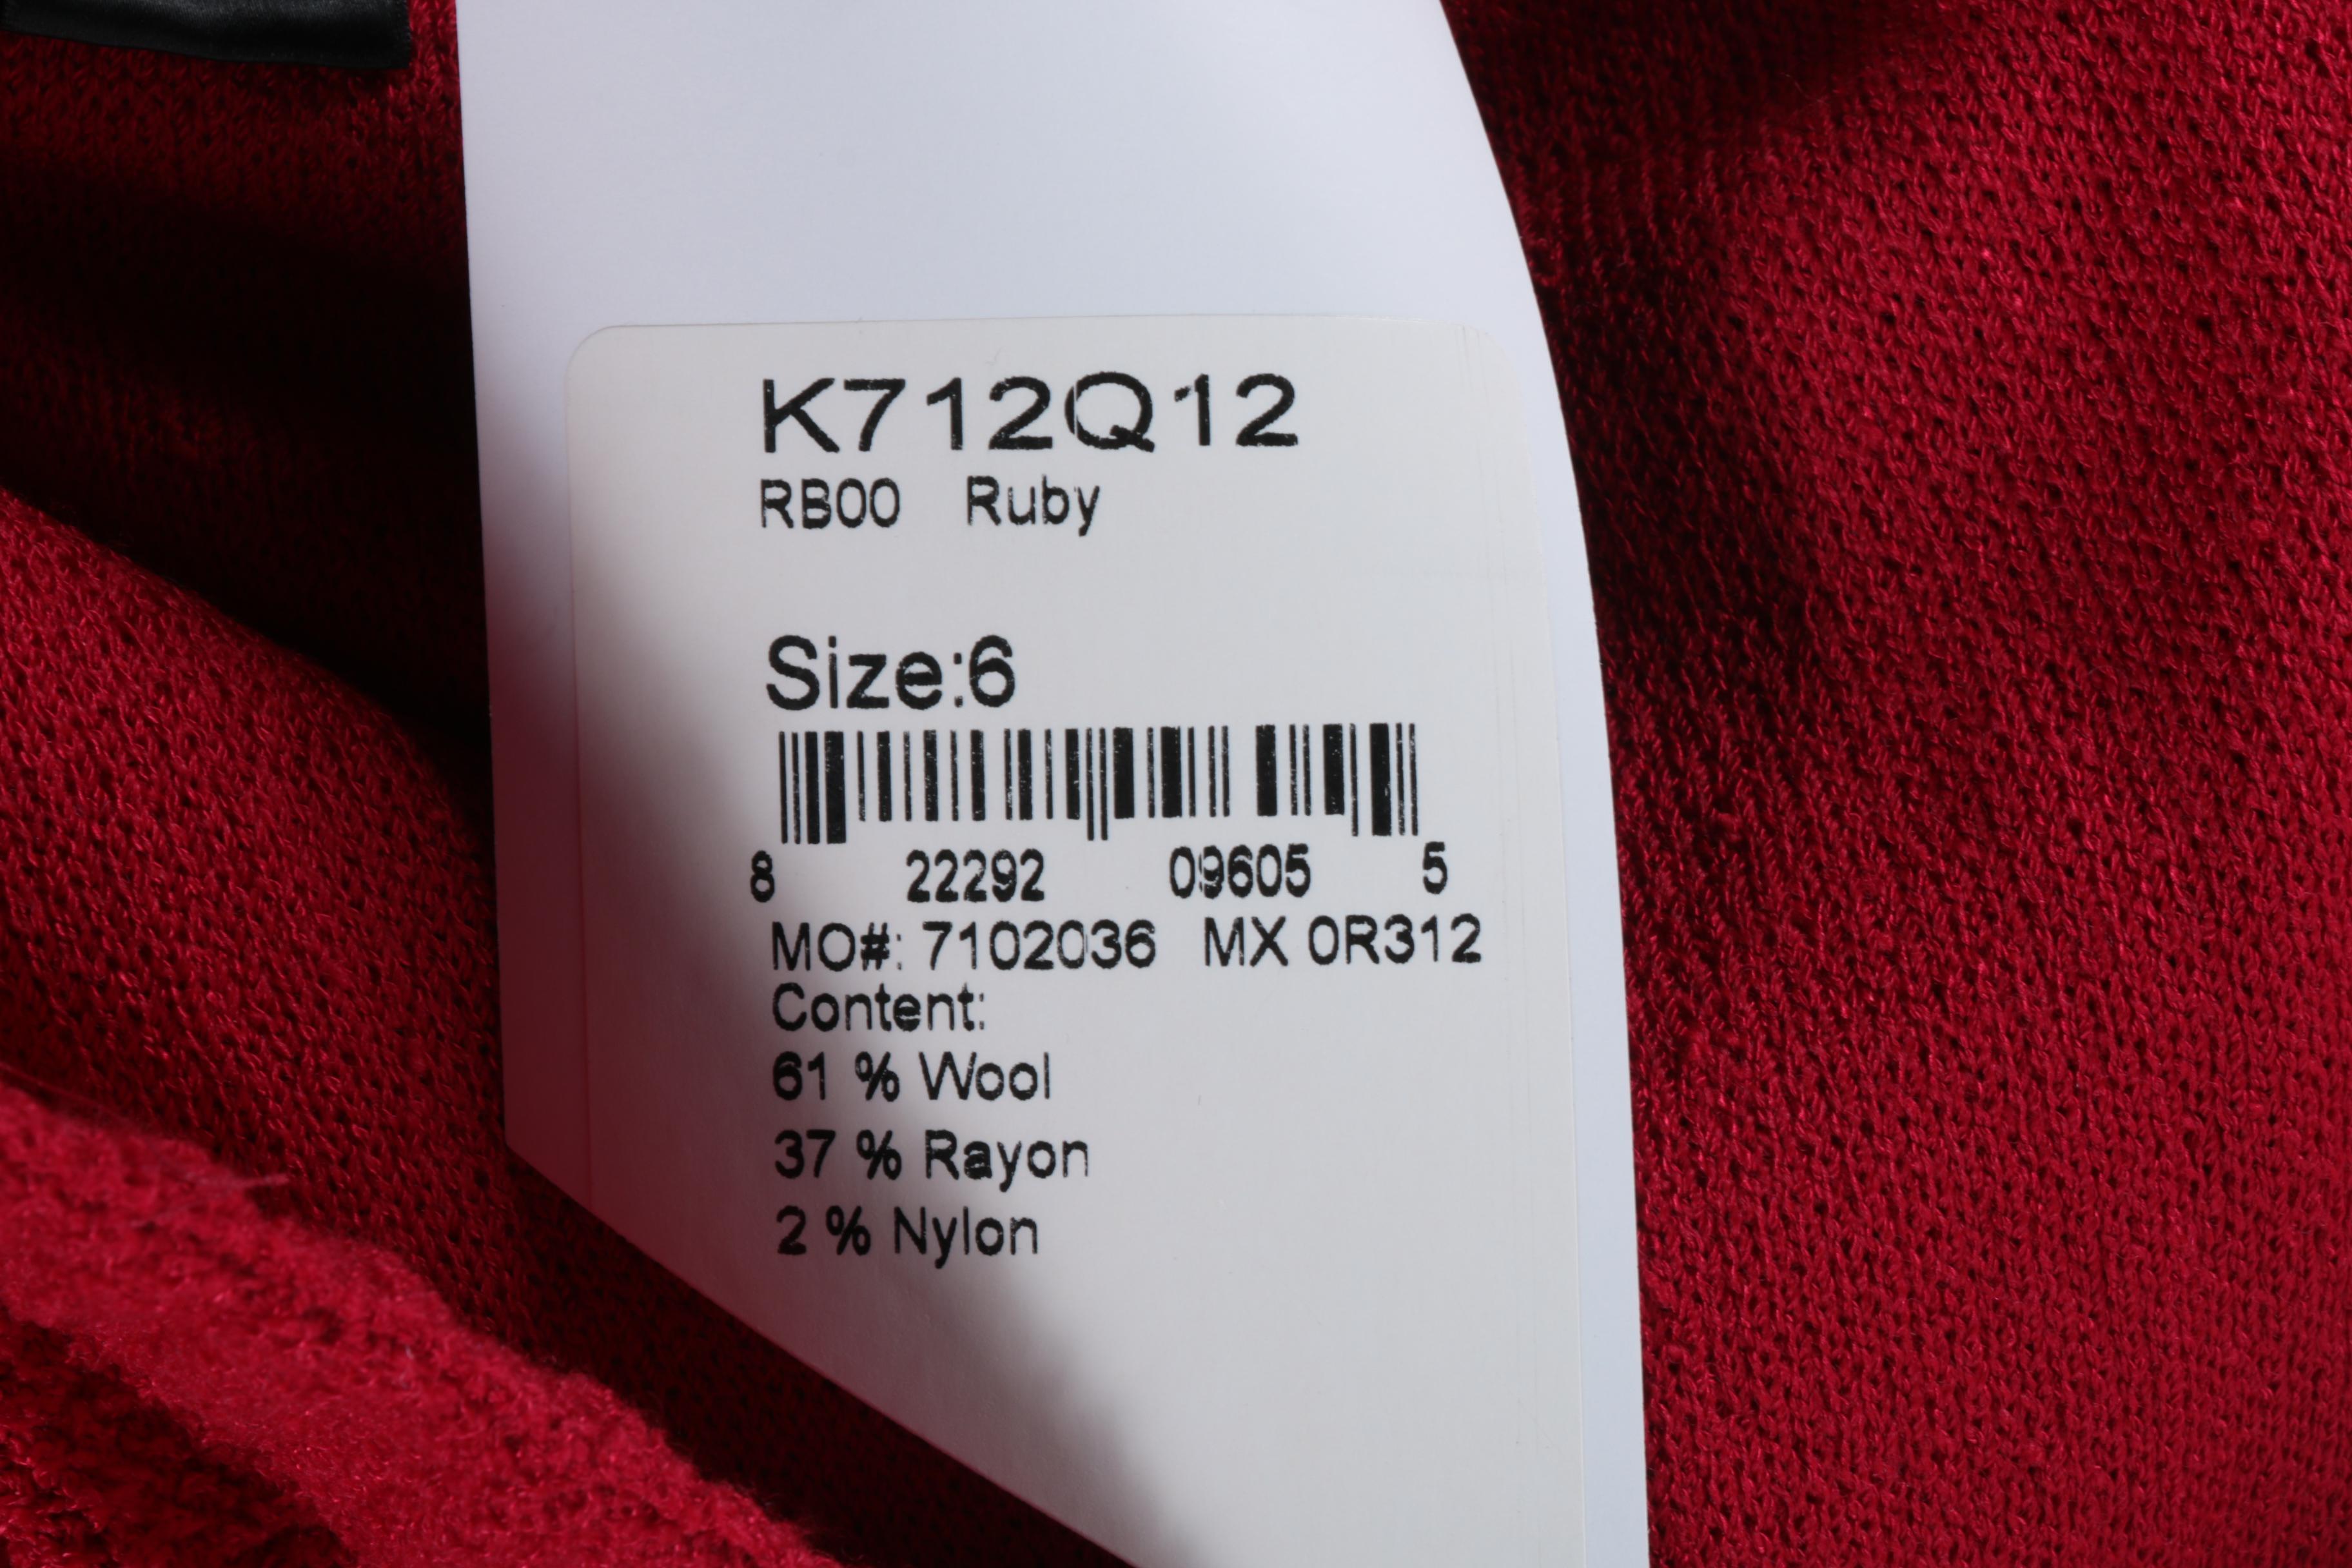 K712Q12
RB00 Ruby
Size:6
8 22292 09605 5
MO#: 7102036 MX 0R312
Content:
61 % Wool
37 % Rayon
2 % Nylon